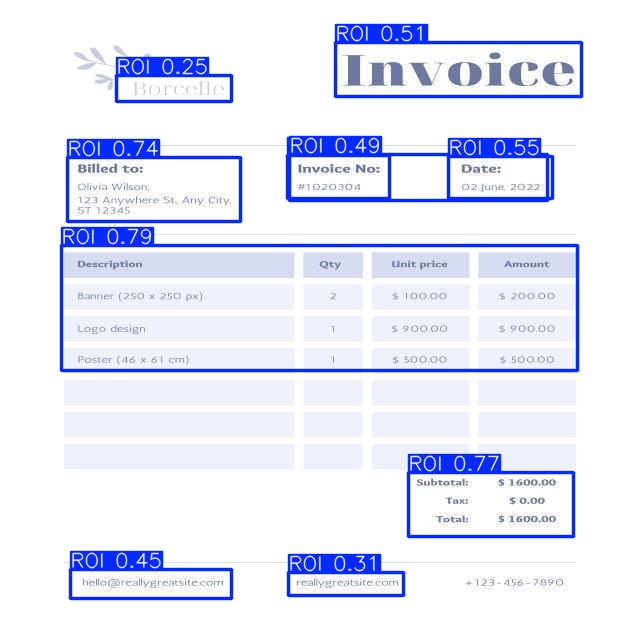 ROI 0.51
ROI 0.25
Invoice
Borcelle
ROI 0.74
ROI 0.49
ROI 0.55
Billed to:
Olivia Wilson,
123 Anywhere St, Any City,
ST 12345
Invoice No:
#1020304
Date:
02 June, 2022
ROI 0.79
Description Qty Unit price Amount
Banner (250 x 250 px) 2 $ 100.00 $ 200.00
Logo design 1 $ 900.00 $ 900.00
Poster (46 x 61 cm) 1 $ 500.00 $ 500.00
ROI 0.77
Subtotal: $ 1600.00
Tax: $ 0.00
Total: $ 1600.00
ROI 0.45
ROI 0.31
hello@reallygreatsite.com reallygreatsite.com +123-456-7890